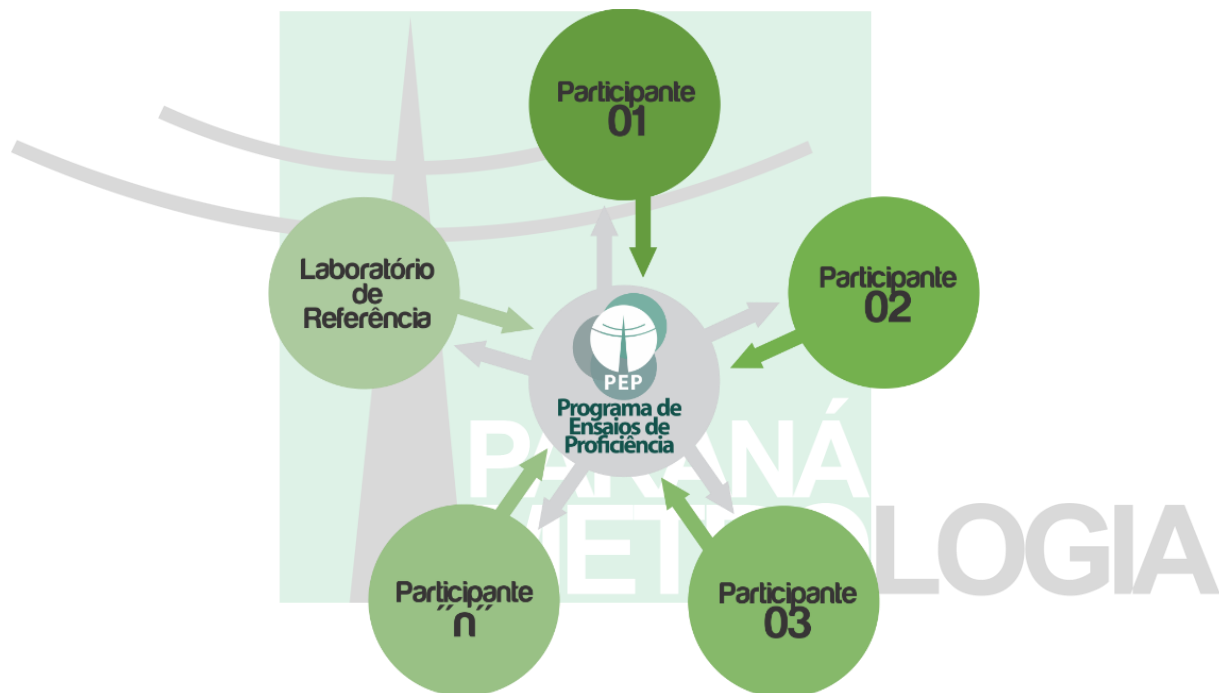 Participante
01
Participante
02
Laboratório
de
Referência
PEP
Programa de
Ensaios de
Proficiência
PARANÁ
METROLOGIA
Participante
"n"
Participante
03